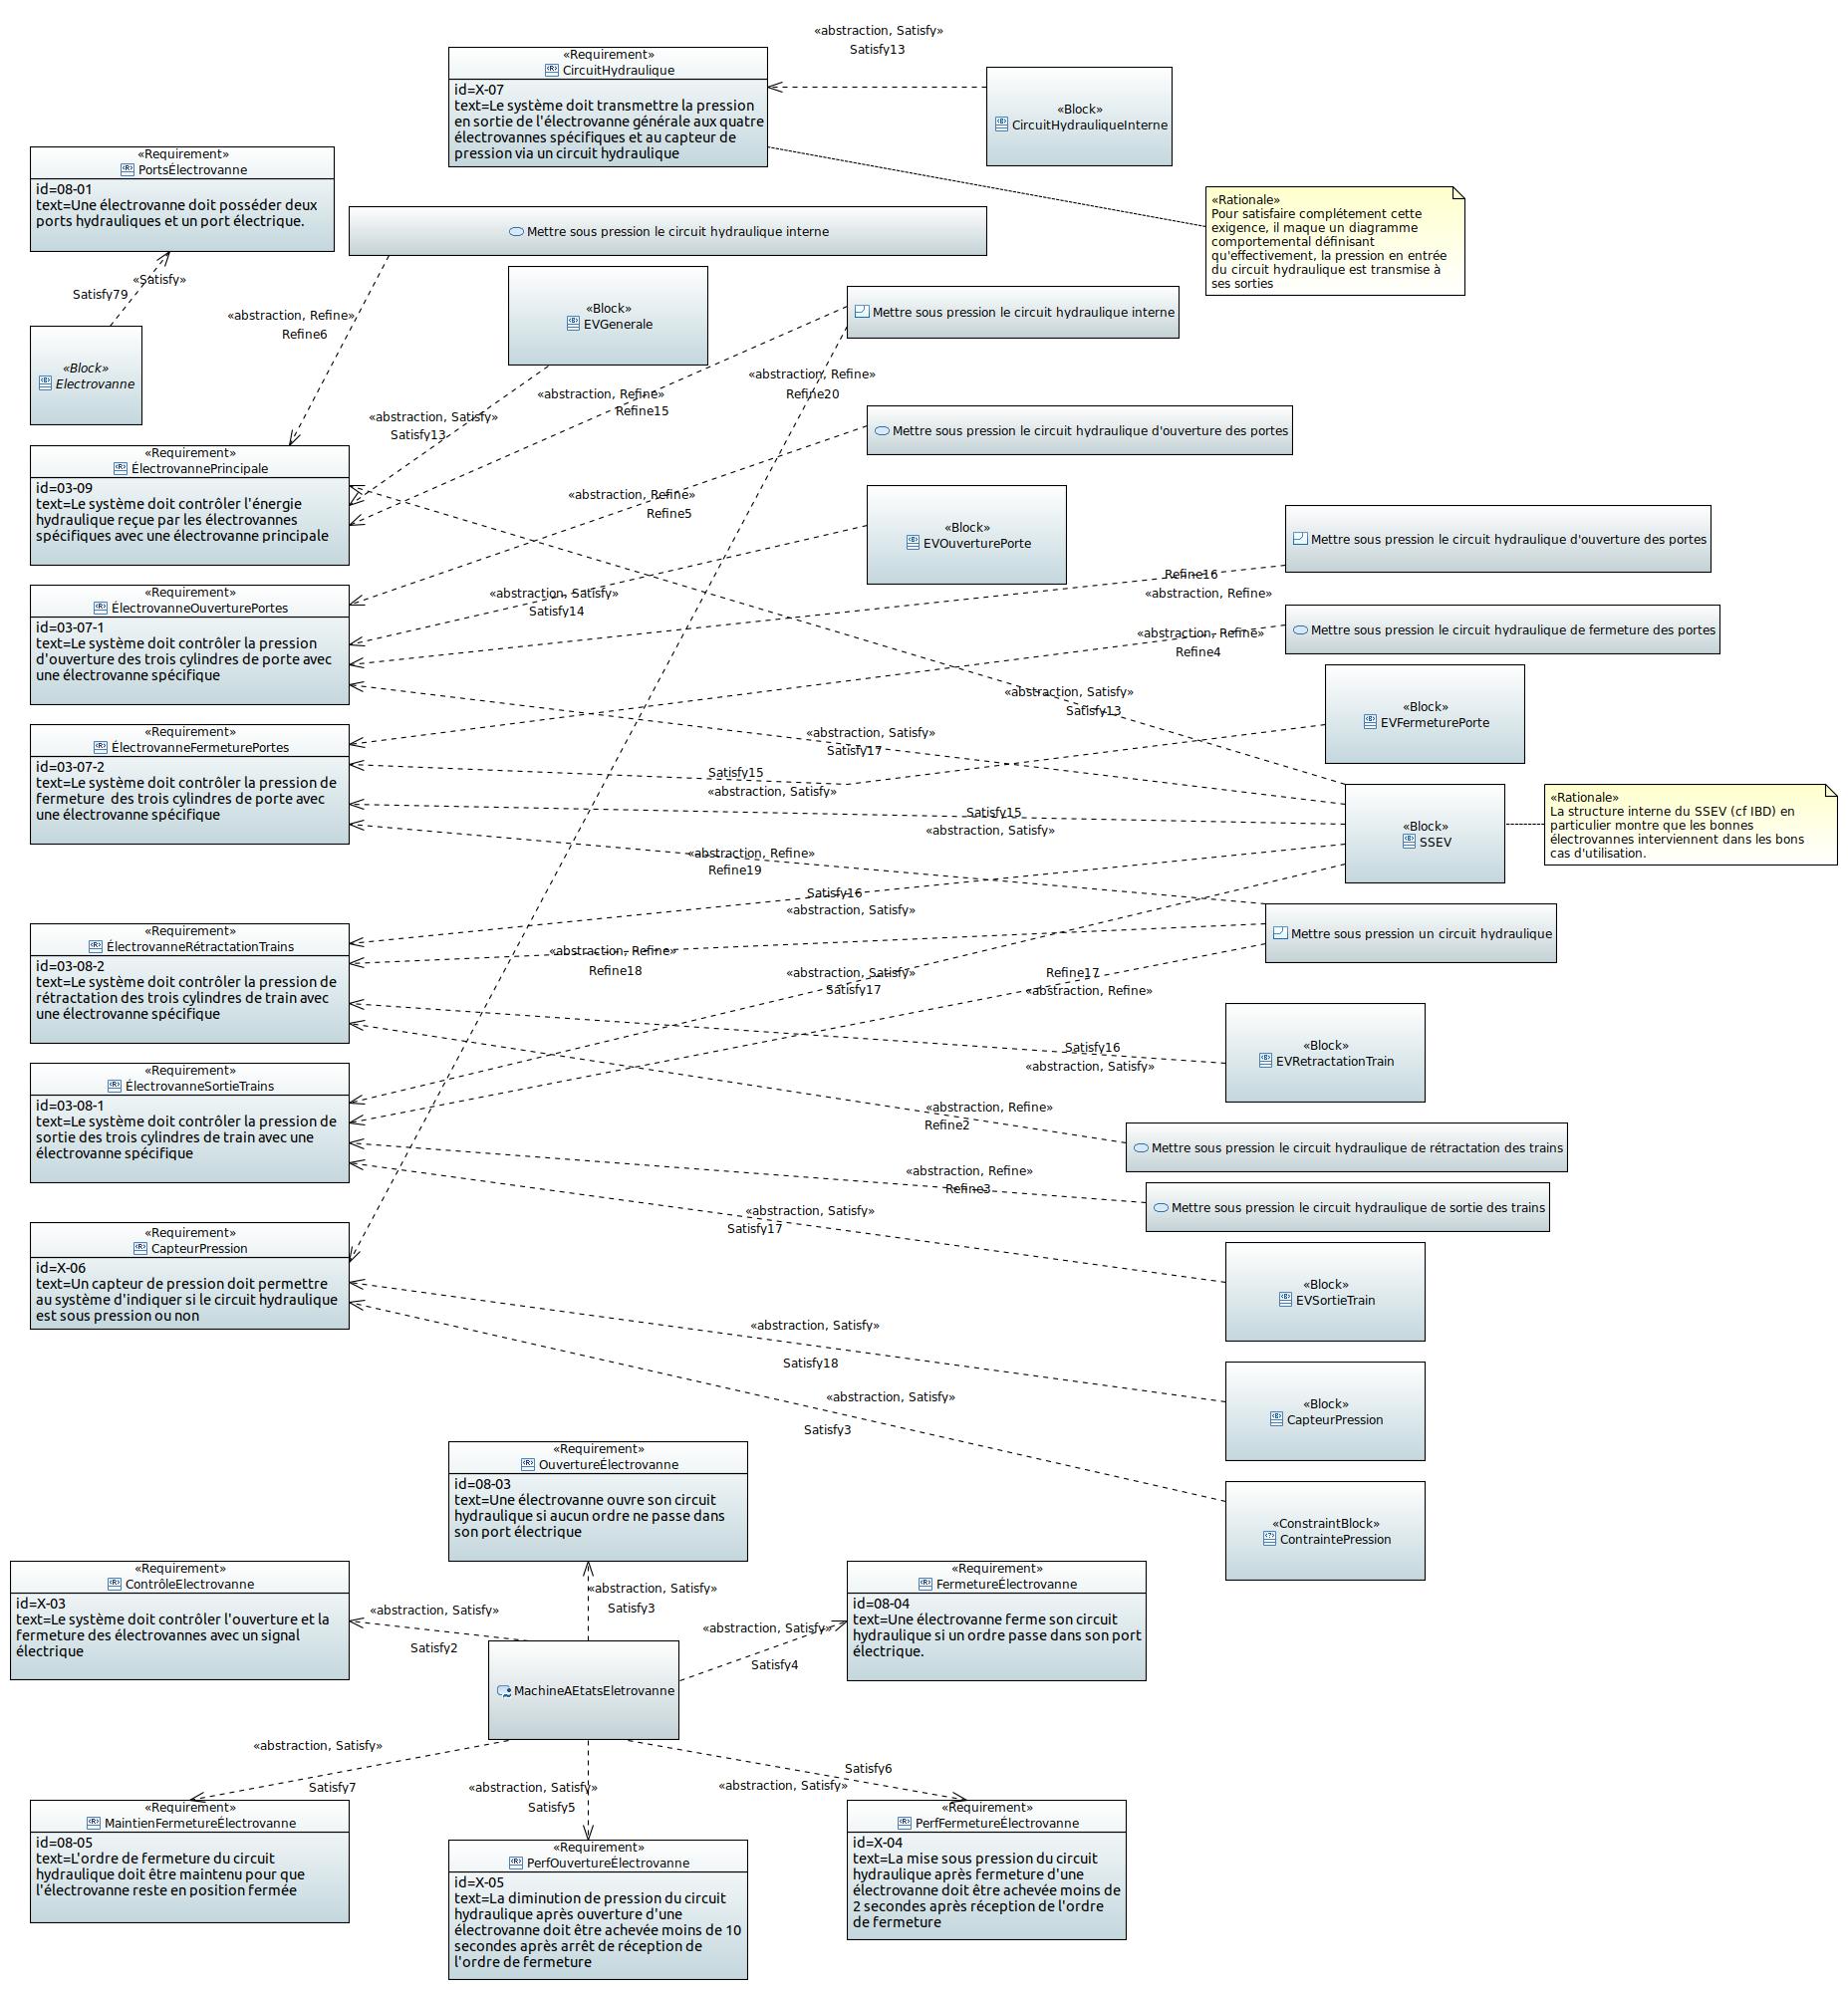 «abstraction, Satisfy»
Satisfy13
«Requirement»
CircuitHydraulique
id=X-07
text=Le système doit transmettre la pression
en sortie de l'électrovanne générale aux quatre
électrovannes spécifiques et au capteur de
pression via un circuit hydraulique
«Block»
CircuitHydrauliqueInterne
«Requirement»
PortsÉlectrovanne
id=08-01
text=Une électrovanne doit posséder deux
ports hydrauliques et un port électrique.
«Rationale»
Pour satisfaire complétement cette
exigence, il maque un diagramme
comportemental définisant
qu'effectivement, la pression en entrée
du circuit hydraulique est transmise à
ses sorties
Mettre sous pression le circuit hydraulique interne
«Satisfy»
Satisfy79
«abstraction, Refine»
Refine6
«Block»
EVGenerale
Mettre sous pression le circuit hydraulique interne
«Block»
Electrovanne
«abstraction, Refine»
Refine20
«abstraction, Refine»
Refine15
«abstraction, Satisfy»
Satisfy13
Mettre sous pression le circuit hydraulique d'ouverture des portes
«Requirement»
ÉlectrovannePrincipale
id=03-09
text=Le système doit contrôler l'énergie
hydraulique reçue par les électrovannes
spécifiques avec une électrovanne principale
«abstraction, Refine»
Refine5
«Block»
EVOuverturePorte
Mettre sous pression le circuit hydraulique d'ouverture des portes
Refine16
«abstraction, Refine»
«Requirement»
ÉlectrovanneOuverturePortes
id=03-07-1
text=Le système doit contrôler la pression
d'ouverture des trois cylindres de porte avec
une électrovanne spécifique
«abstraction, Satisfy»
Satisfy14
Mettre sous pression le circuit hydraulique de fermeture des portes
«abstraction, Refine»
Refine4
«abstraction, Satisfy»
Satisfy13
«Block»
EVFermeturePorte
«Requirement»
ÉlectrovanneFermeturePortes
id=03-07-2
text=Le système doit contrôler la pression de
fermeture  des trois cylindres de porte avec
une électrovanne spécifique
«abstraction, Satisfy»
Satisfy17
Satisfy15
«abstraction, Satisfy»
Satisfy15
«abstraction, Satisfy»
«Block»
SSEV
«Rationale»
La structure interne du SSEV (cf IBD) en
particulier montre que les bonnes
électrovannes interviennent dans les bons
cas d'utilisation.
«abstraction, Refine»
Refine19
Satisfy16
«abstraction, Satisfy»
Mettre sous pression un circuit hydraulique
«Requirement»
ÉlectrovanneRétractationTrains
id=03-08-2
text=Le système doit contrôler la pression de
rétractation des trois cylindres de train avec
une électrovanne spécifique
«abstraction, Refine»
Refine18
«abstraction, Satisfy»
Satisfy17
Refine17
«abstraction, Refine»
Satisfy16
«abstraction, Satisfy»
«Block»
EVRetractationTrain
«Requirement»
ÉlectrovanneSortieTrains
id=03-08-1
text=Le système doit contrôler la pression de
sortie des trois cylindres de train avec une
électrovanne spécifique
«abstraction, Refine»
Refine2
Mettre sous pression le circuit hydraulique de rétractation des trains
«abstraction, Refine»
Refine3
Mettre sous pression le circuit hydraulique de sortie des trains
«abstraction, Satisfy»
Satisfy17
«Requirement»
CapteurPression
id=X-06
text=Un capteur de pression doit permettre
au système d'indiquer si le circuit hydraulique
est sous pression ou non
«Block»
EVSortieTrain
«abstraction, Satisfy»
Satisfy18
«Block»
CapteurPression
«abstraction, Satisfy»
Satisfy3
«Requirement»
OuvertureÉlectrovanne
id=08-03
text=Une électrovanne ouvre son circuit
hydraulique si aucun ordre ne passe dans
son port électrique
«ConstraintBlock»
ContraintePression
«Requirement»
ContrôleElectrovanne
id=X-03
text=Le système doit contrôler l'ouverture et la
fermeture des électrovannes avec un signal
électrique
«abstraction, Satisfy»
Satisfy2
«abstraction, Satisfy»
Satisfy3
«abstraction, Satisfy»
Satisfy4
«Requirement»
FermetureÉlectrovanne
id=08-04
text=Une électrovanne ferme son circuit
hydraulique si un ordre passe dans son port
électrique.
MachineAEtatsEletrovanne
«abstraction, Satisfy»
Satisfy7
«abstraction, Satisfy»
Satisfy5
Satisfy6
«abstraction, Satisfy»
«Requirement»
MaintienFermetureÉlectrovanne
id=08-05
text=L'ordre de fermeture du circuit
hydraulique doit être maintenu pour que
l'électrovanne reste en position fermée
«Requirement»
PerfOuvertureÉlectrovanne
id=X-05
text=La diminution de pression du circuit
hydraulique après ouverture d'une
électrovanne doit être achevée moins de 10
secondes après arrêt de réception de
l'ordre de fermeture
«Requirement»
PerfFermetureÉlectrovanne
id=X-04
text=La mise sous pression du circuit
hydraulique après fermeture d'une
électrovanne doit être achevée moins de
2 secondes après réception de l'ordre
de fermeture